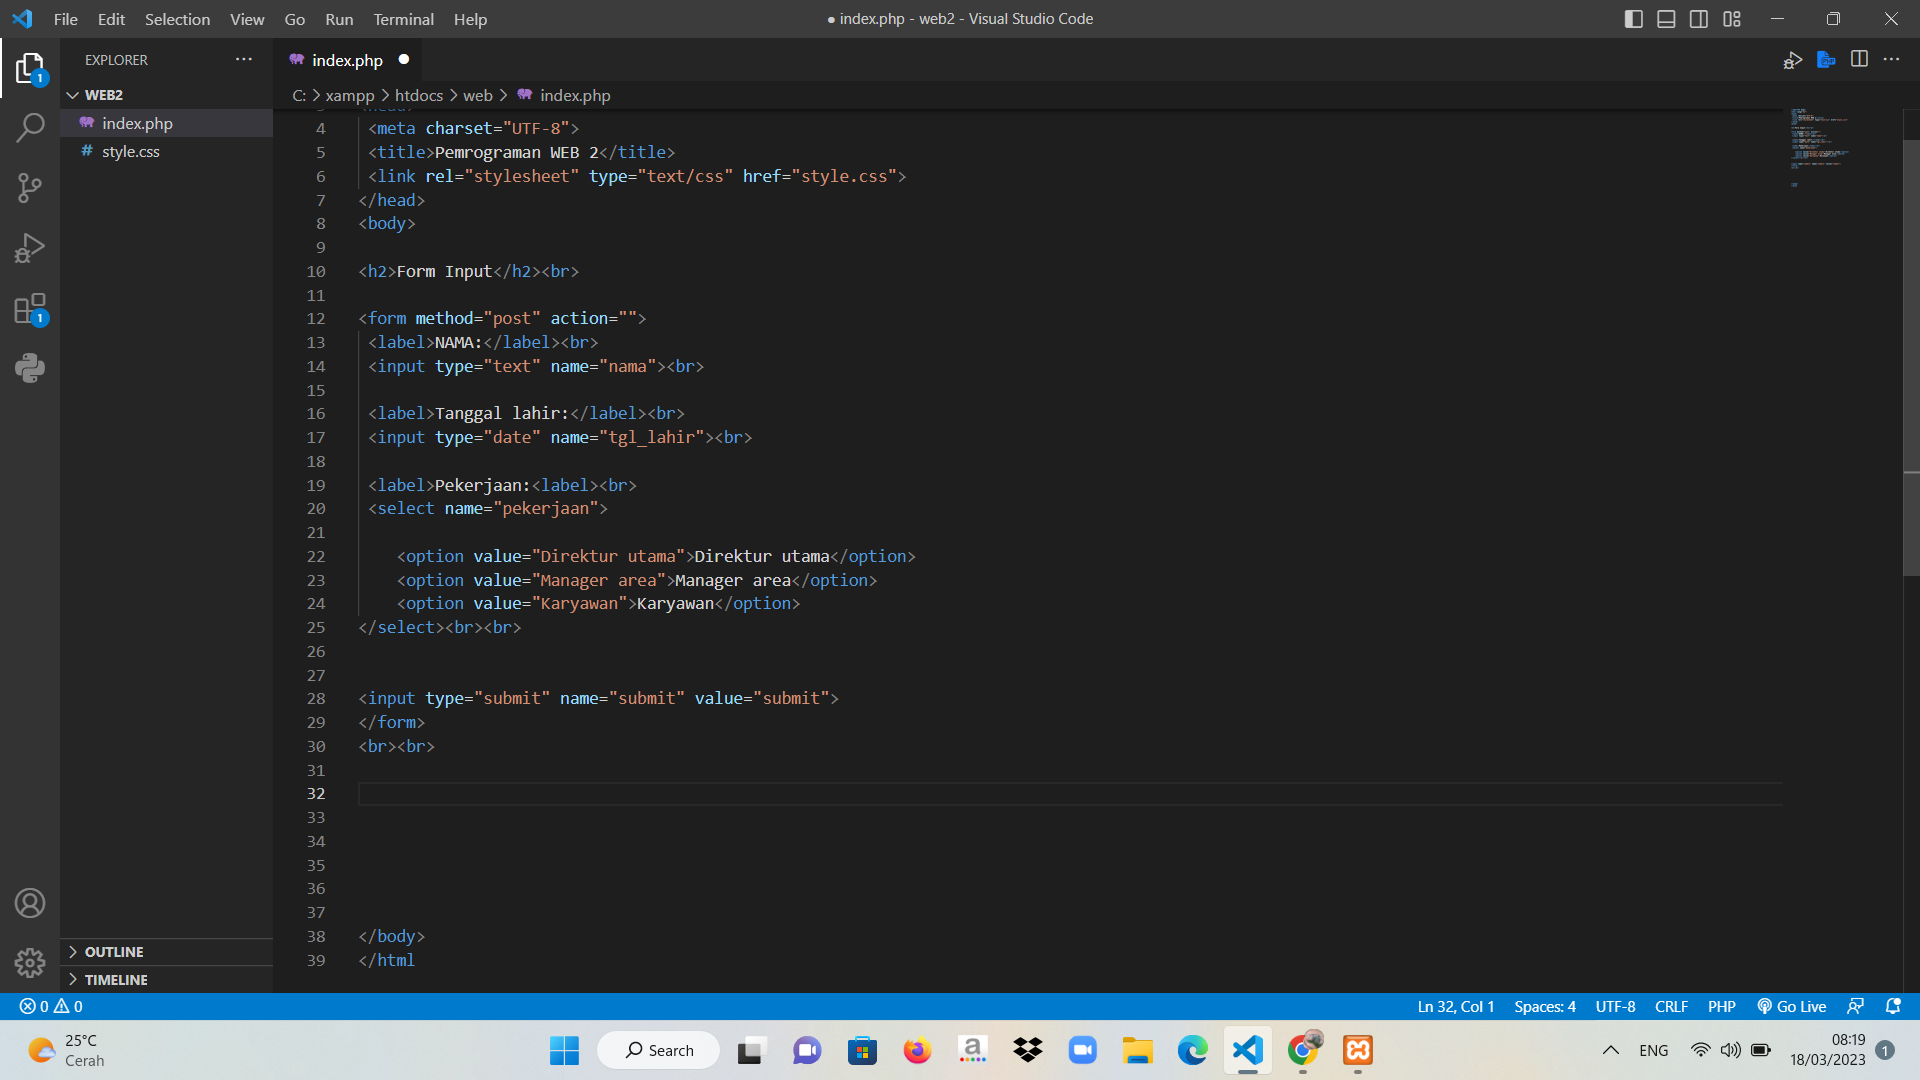 File Edit Selection View Go Run Terminal Help
● index.php - web2 - Visual Studio Code
EXPLORER
WEB2
index.php
style.css
OUTLINE
TIMELINE
1
1
index.php
C: > xampp > htdocs > web > index.php
4 <meta charset="UTF-8">
5 <title>Pemrograman WEB 2</title>
6 <link rel="stylesheet" type="text/css" href="style.css">
7 </head>
8 <body>
9
10 <h2>Form Input</h2><br>
11
12 <form method="post" action="">
13 <label>NAMA:</label><br>
14 <input type="text" name="nama"><br>
15
16 <label>Tanggal lahir:</label><br>
17 <input type="date" name="tgl_lahir"><br>
18
19 <label>Pekerjaan:<label><br>
20 <select name="pekerjaan">
21
22 <option value="Direktur utama">Direktur utama</option>
23 <option value="Manager area">Manager area</option>
24 <option value="Karyawan">Karyawan</option>
25 </select><br><br>
26
27
28 <input type="submit" name="submit" value="submit">
29 </form>
30 <br><br>
31
32
33
34
35
36
37
38 </body>
39 </html
0 0
Ln 32, Col 1 Spaces: 4 UTF-8 CRLF PHP Go Live
25°C
Cerah
Search
ENG
08:19
18/03/2023
1